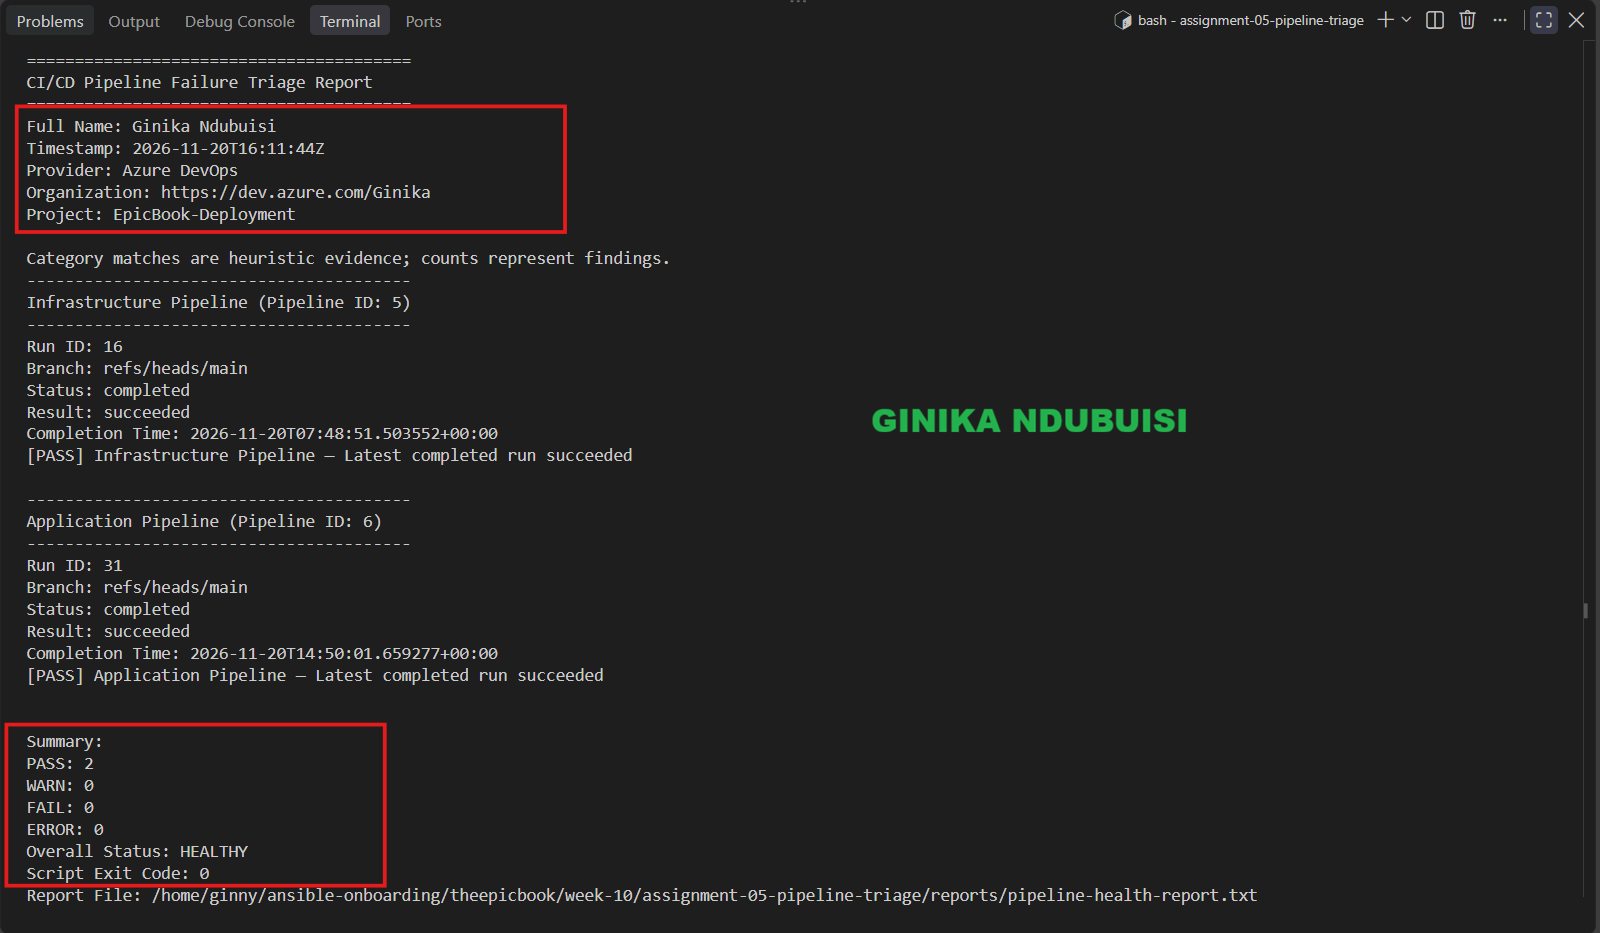 Problems Output Debug Console Terminal Ports bash - assignment-05-pipeline-triage
========================================
CI/CD Pipeline Failure Triage Report
========================================
Full Name: Ginika Ndubuisi
Timestamp: 2026-11-20T16:11:44Z
Provider: Azure DevOps
Organization: https://dev.azure.com/Ginika
Project: EpicBook-Deployment
Category matches are heuristic evidence; counts represent findings.
----------------------------------------
Infrastructure Pipeline (Pipeline ID: 5)
----------------------------------------
Run ID: 16
Branch: refs/heads/main
Status: completed
Result: succeeded
Completion Time: 2026-11-20T07:48:51.503552+00:00
[PASS] Infrastructure Pipeline — Latest completed run succeeded
GINIKA NDUBUISI
----------------------------------------
Application Pipeline (Pipeline ID: 6)
----------------------------------------
Run ID: 31
Branch: refs/heads/main
Status: completed
Result: succeeded
Completion Time: 2026-11-20T14:50:01.659277+00:00
[PASS] Application Pipeline — Latest completed run succeeded
Summary:
PASS: 2
WARN: 0
FAIL: 0
ERROR: 0
Overall Status: HEALTHY
Script Exit Code: 0
Report File: /home/ginny/ansible-onboarding/theepicbook/week-10/assignment-05-pipeline-triage/reports/pipeline-health-report.txt